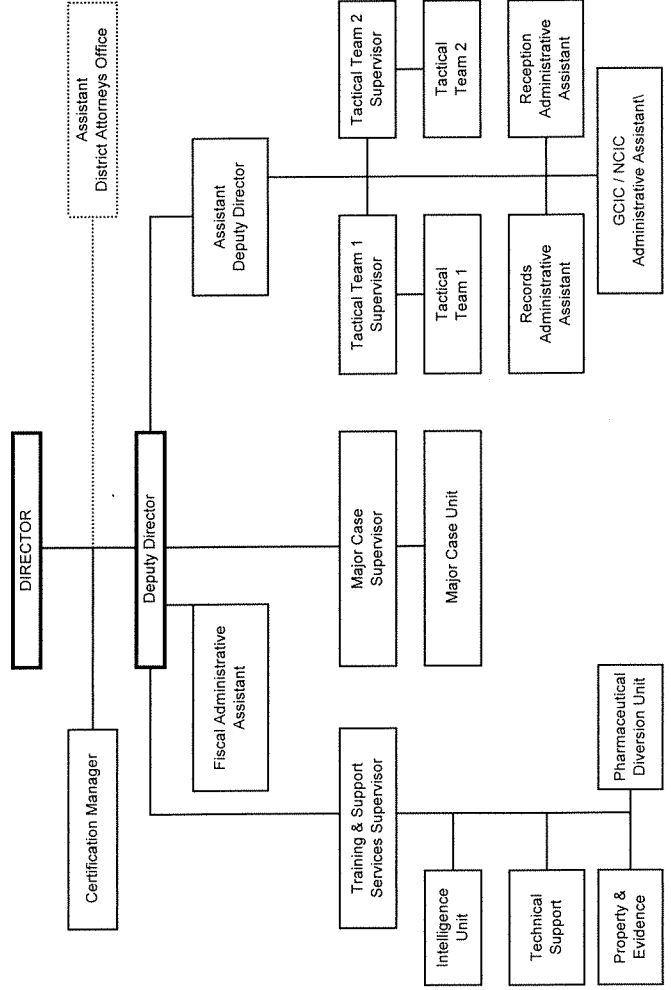 DIRECTOR
Assistant
District Attorneys Office
Certification Manager
Deputy Director
Fiscal Administrative
Assistant
Assistant
Deputy Director
Training & Support
Services Supervisor
Major Case
Supervisor
Tactical Team 1
Supervisor
Tactical Team 2
Supervisor
Intelligence
Unit
Major Case Unit
Tactical
Team 1
Tactical
Team 2
Technical
Support
Records
Administrative
Assistant
Reception
Administrative
Assistant
Property &
Evidence
Pharmaceutical
Diversion Unit
GCIC / NCIC
Administrative Assistant\